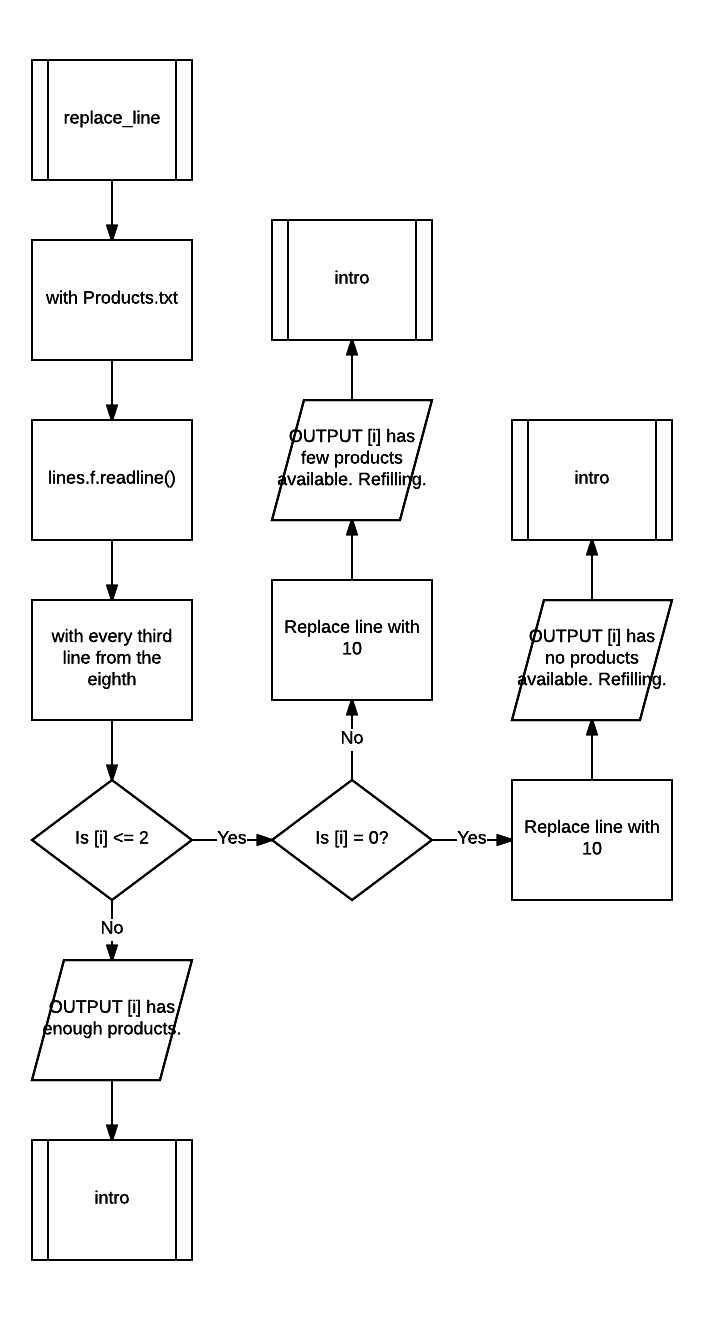 replace_line
with Products.txt
lines.f.readline()
with every third
line from the
eighth
Is [i] <= 2
No
OUTPUT [i] has
enough products.
intro
Yes
Is [i] = 0?
No
Replace line with
10
OUTPUT [i] has
few products
available. Refilling.
intro
Yes
Replace line with
10
OUTPUT [i] has
no products
available. Refilling.
intro